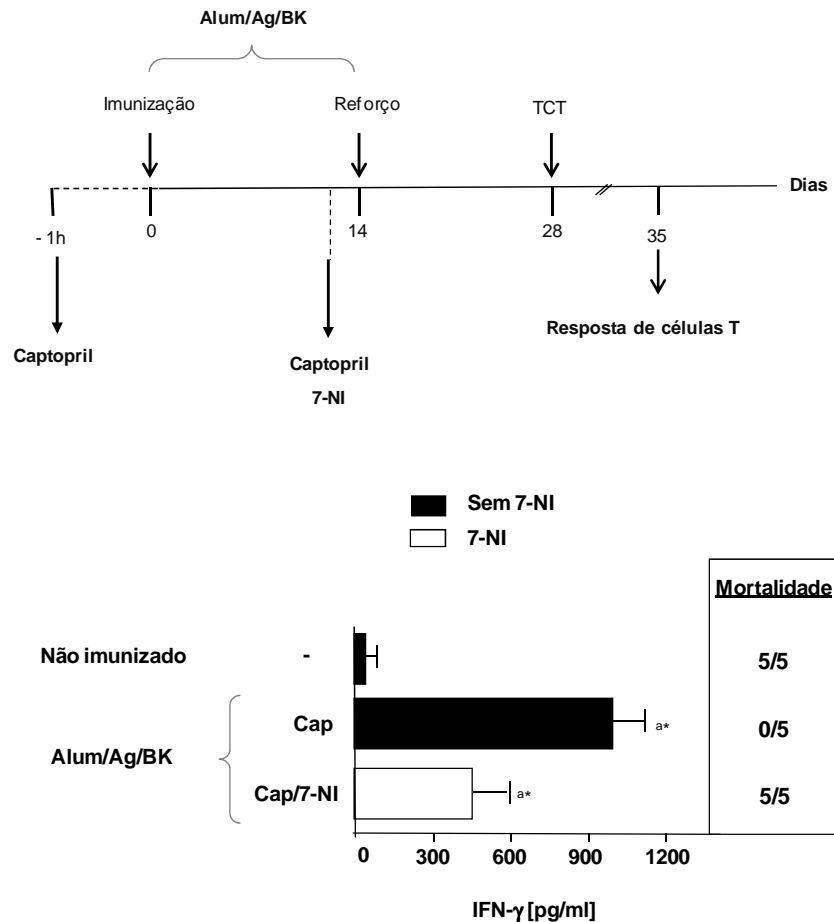 Alum/Ag/BK
Imunização Reforço TCT
Dias
- 1h 0 14 28 35
Captopril Captopril Resposta de células T
7-NI
Sem 7-NI
7-NI
Mortalidade
Não imunizado - 5/5
Cap a* 0/5
Alum/Ag/BK
Cap/7-NI a* 5/5
0 300 600 900 1200
IFN-γ [pg/ml]